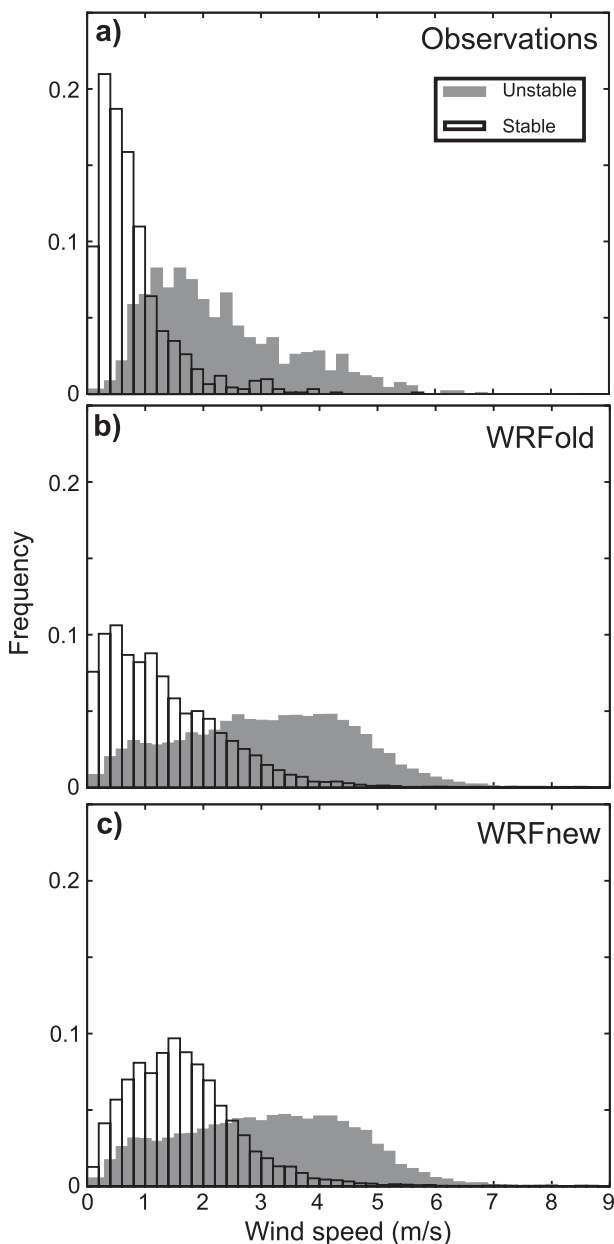 a)
Observations
Unstable
Stable
0.2
0.1
0
b)
WRFold
0.2
0.1
0
Frequency
c)
WRFnew
0.2
0.1
0
0 1 2 3 4 5 6 7 8 9
Wind speed (m/s)